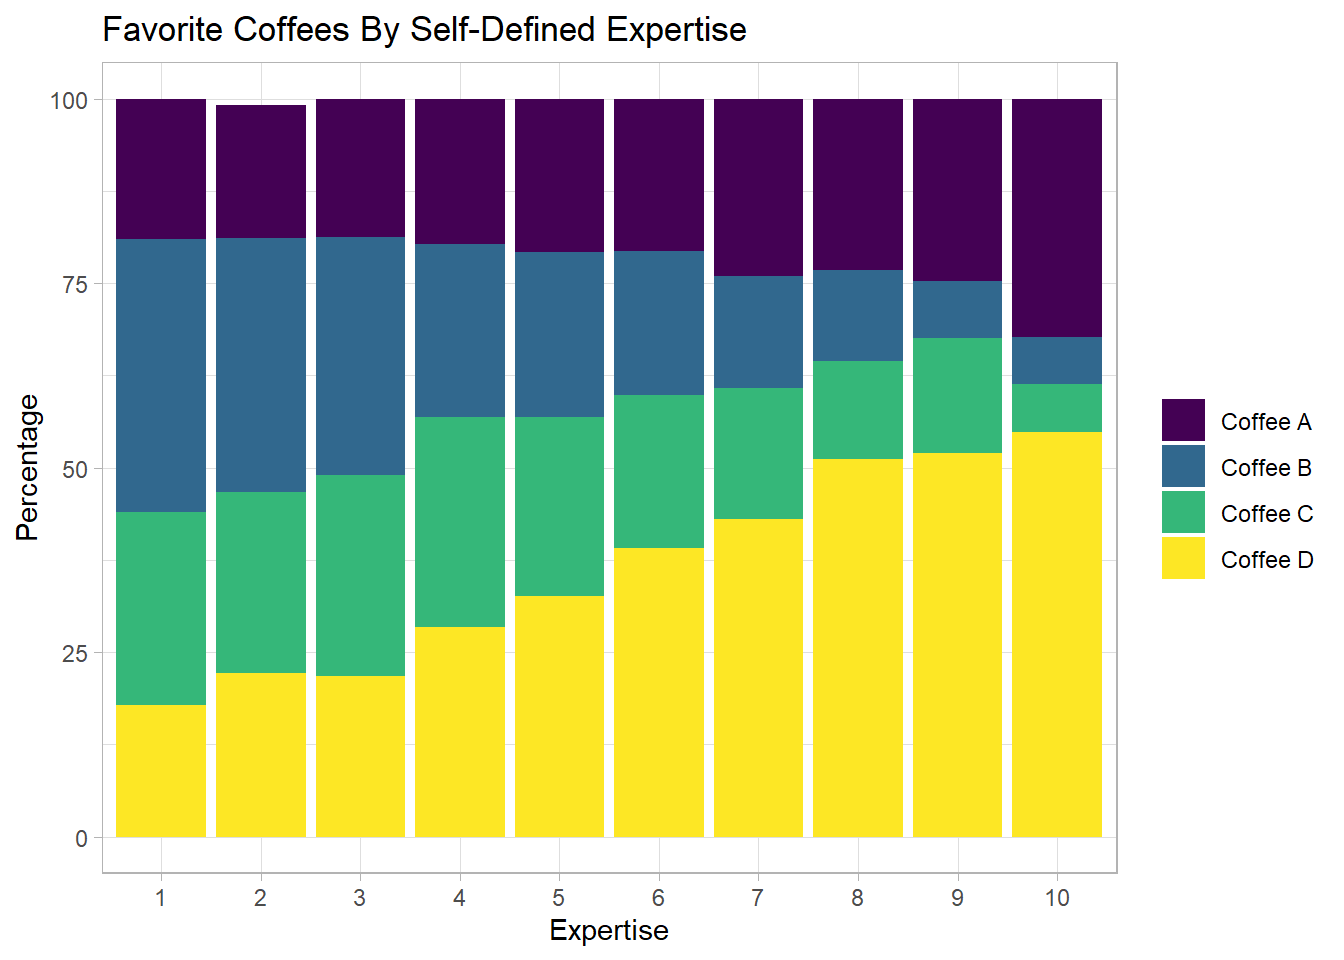 Favorite Coffees By Self-Defined Expertise
Percentage
100
75
50
25
0
1 2 3 4 5 6 7 8 9 10
Expertise
Coffee A
Coffee B
Coffee C
Coffee D